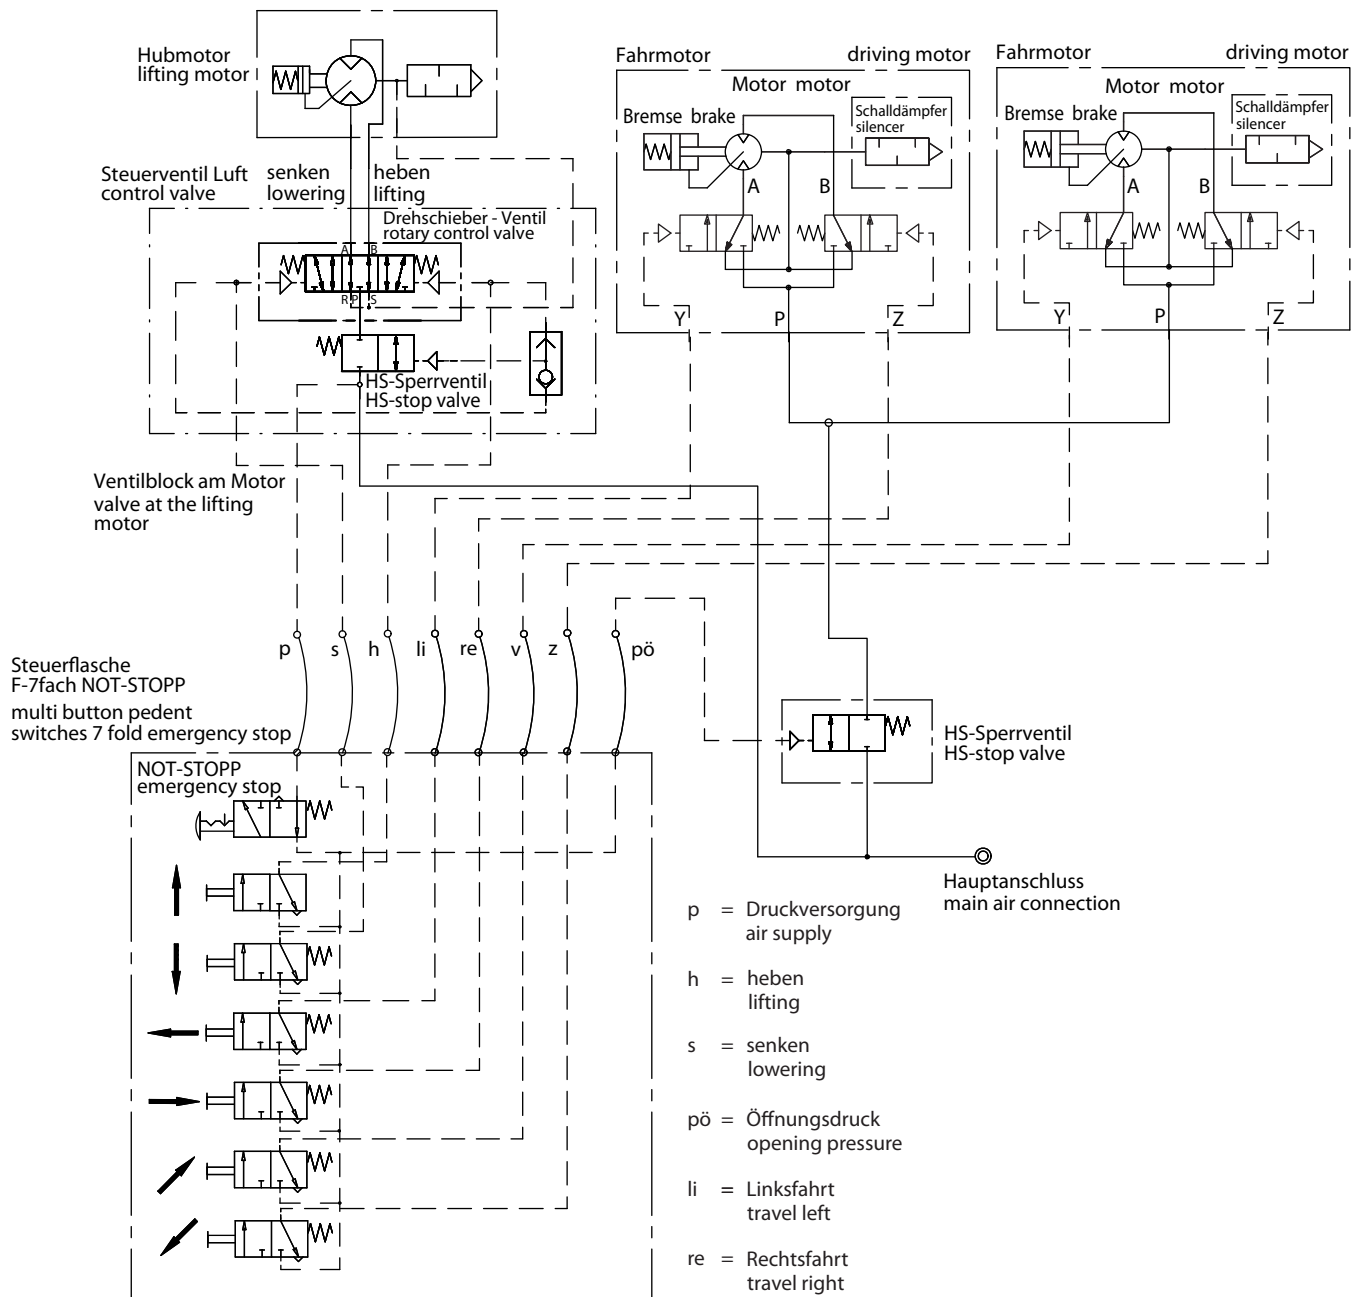 Hubmotor
lifting motor
Fahrmotor
driving motor
Motor motor
Bremse brake
Schalldämpfer
silencer
A
B
Y
P
Z
Fahrmotor
driving motor
Motor motor
Bremse brake
Schalldämpfer
silencer
A
B
Y
P
Z
Steuerventil Luft
control valve
senken
lowering
heben
lifting
Drehschieber - Ventil
rotary control valve
A
B
R
P
S
HS-Sperrventil
HS-stop valve
Ventilblock am Motor
valve at the lifting
motor
p
s
h
li
re
v
z
pö
Steuerflasche
F-7fach NOT-STOPP
multi button pedent
switches 7 fold emergency stop
NOT-STOPP
emergency stop
HS-Sperrventil
HS-stop valve
Hauptanschluss
main air connection
p = Druckversorgung
air supply
h = heben
lifting
s = senken
lowering
pö = Öffnungsdruck
opening pressure
li = Linksfahrt
travel left
re = Rechtsfahrt
travel right